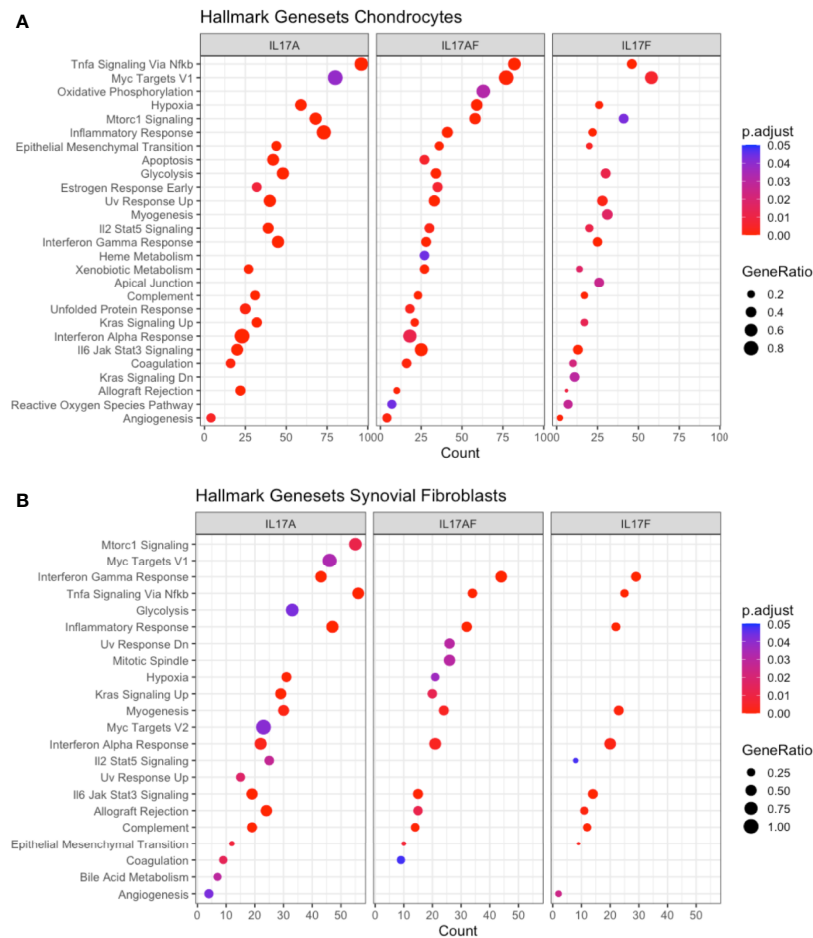 A
Hallmark Genesets Chondrocytes
IL17A
IL17AF
IL17F
Tnfa Signaling Via Nfkb
Myc Targets V1
Oxidative Phosphorylation
Hypoxia
Mtorc1 Signaling
Inflammatory Response
Epithelial Mesenchymal Transition
Apoptosis
Glycolysis
Estrogen Response Early
Uv Response Up
Myogenesis
Il2 Stat5 Signaling
Interferon Gamma Response
Heme Metabolism
Xenobiotic Metabolism
Apical Junction
Complement
Unfolded Protein Response
Kras Signaling Up
Interferon Alpha Response
Il6 Jak Stat3 Signaling
Coagulation
Kras Signaling Dn
Allograft Rejection
Reactive Oxygen Species Pathway
Angiogenesis
0 25 50 75 100 0 25 50 75 100 0 25 50 75 100
Count
p.adjust
0.05
0.04
0.03
0.02
0.01
0.00
GeneRatio
0.2
0.4
0.6
0.8
B
Hallmark Genesets Synovial Fibroblasts
IL17A
IL17AF
IL17F
Mtorc1 Signaling
Myc Targets V1
Interferon Gamma Response
Tnfa Signaling Via Nfkb
Glycolysis
Inflammatory Response
Uv Response Dn
Mitotic Spindle
Hypoxia
Kras Signaling Up
Myogenesis
Myc Targets V2
Interferon Alpha Response
Il2 Stat5 Signaling
Uv Response Up
Il6 Jak Stat3 Signaling
Allograft Rejection
Complement
Epithelial Mesenchymal Transition
Coagulation
Bile Acid Metabolism
Angiogenesis
0 10 20 30 40 50 0 10 20 30 40 50 0 10 20 30 40 50
Count
p.adjust
0.05
0.04
0.03
0.02
0.01
0.00
GeneRatio
0.25
0.50
0.75
1.00